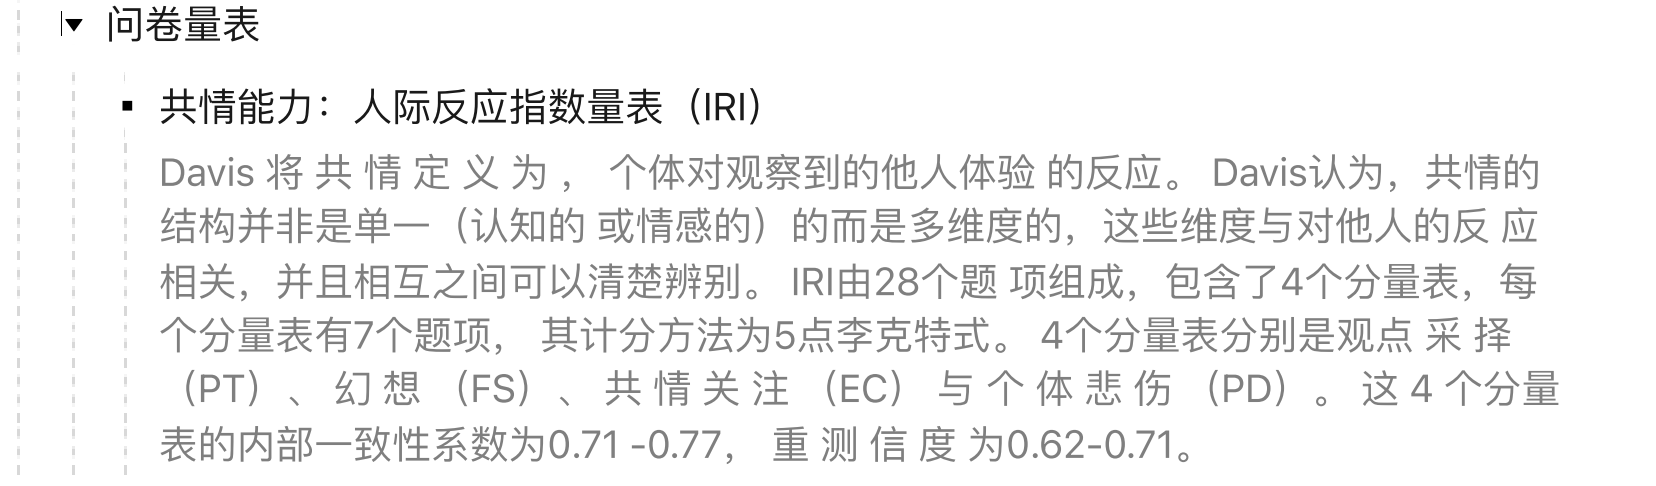 问卷量表
共情能力：人际反应指数量表（IRI）
Davis 将 共 情 定 义 为 ， 个体对观察到的他人体验 的反应。 Davis认为，共情的
结构并非是单一（认知的 或情感的）的而是多维度的，这些维度与对他人的反 应
相关，并且相互之间可以清楚辨别。 IRI由28个题 项组成，包含了4个分量表，每
个分量表有7个题项， 其计分方法为5点李克特式。 4个分量表分别是观点 采 择
（PT） 、 幻 想 （FS） 、 共 情 关 注 （EC） 与 个 体 悲 伤 （PD） 。 这 4 个分量
表的内部一致性系数为0.71 -0.77， 重 测 信 度 为0.62-0.71。